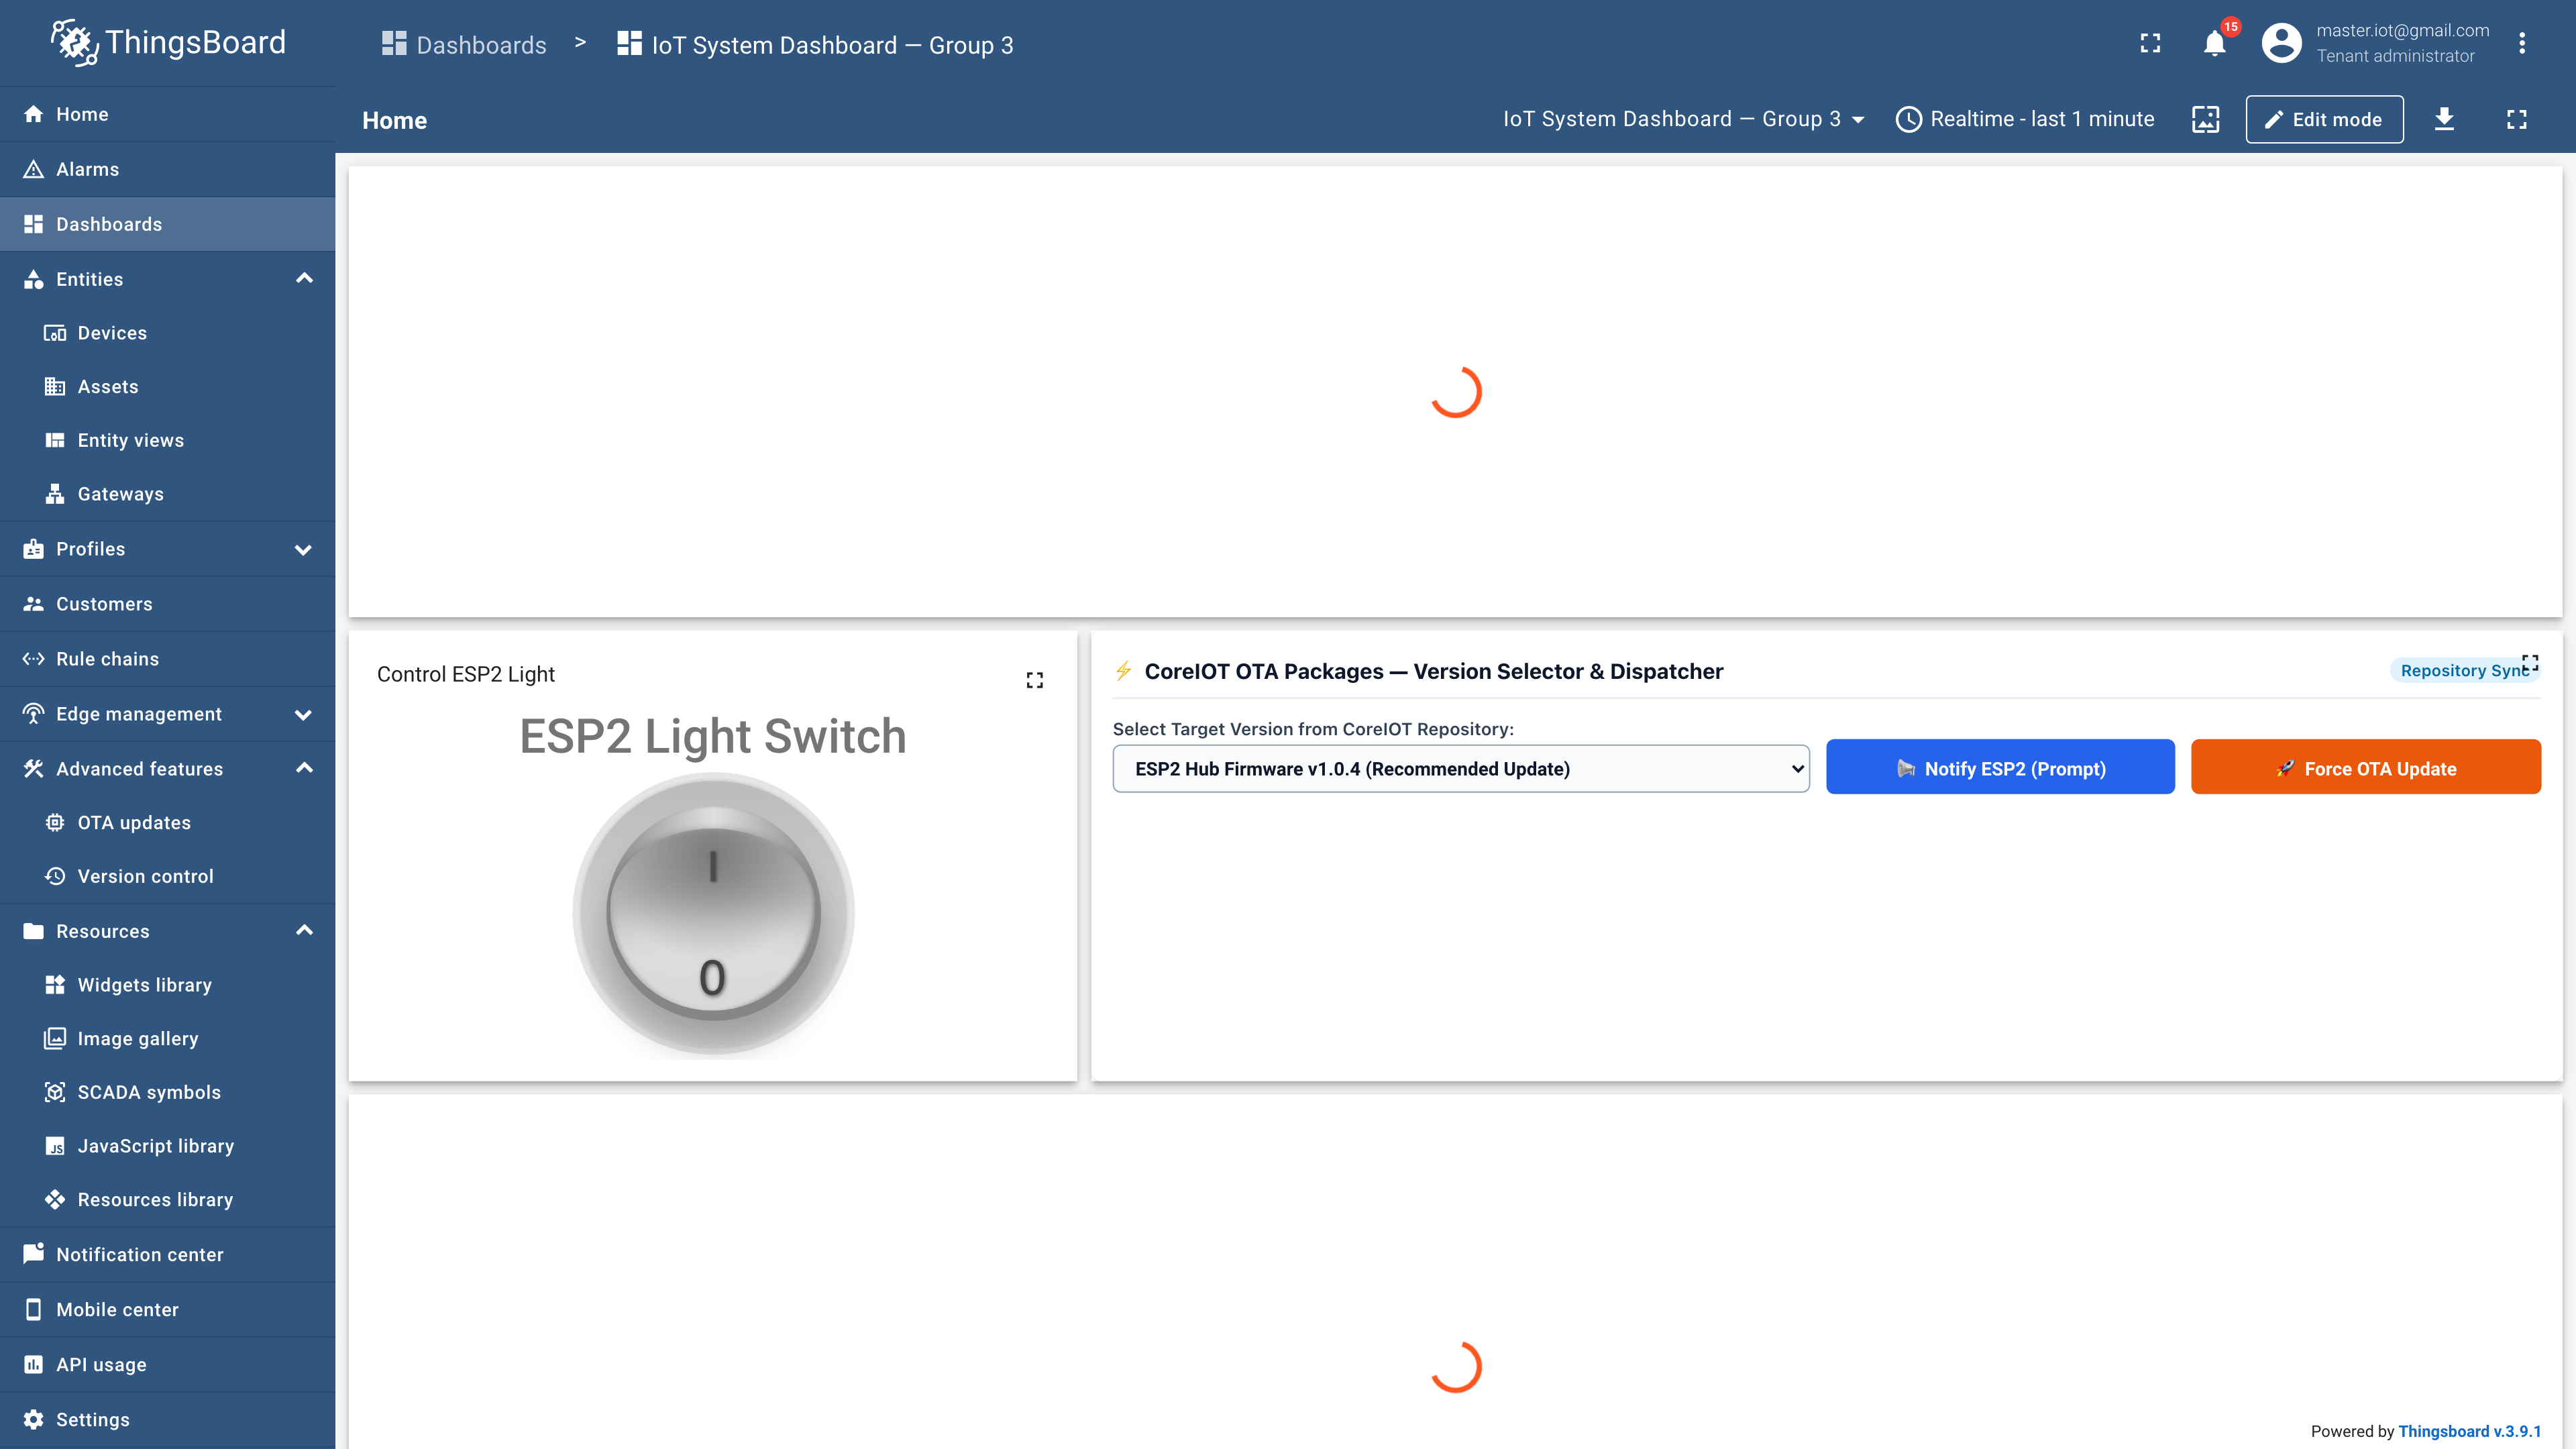 ThingsBoard
Dashboards > IoT System Dashboard — Group 3
15
master.iot@gmail.com
Tenant administrator
Home
IoT System Dashboard — Group 3
Realtime - last 1 minute
Edit mode
Home
Alarms
Dashboards
Entities
Devices
Assets
Entity views
Gateways
Profiles
Customers
Rule chains
Edge management
Advanced features
OTA updates
Version control
Resources
Widgets library
Image gallery
SCADA symbols
JS
JavaScript library
Resources library
Notification center
Mobile center
API usage
Settings
Control ESP2 Light
ESP2 Light Switch
I
0
CoreIOT OTA Packages — Version Selector & Dispatcher
Repository Sync
Select Target Version from CoreIOT Repository:
ESP2 Hub Firmware v1.0.4 (Recommended Update)
Notify ESP2 (Prompt)
Force OTA Update
Powered by Thingsboard v.3.9.1